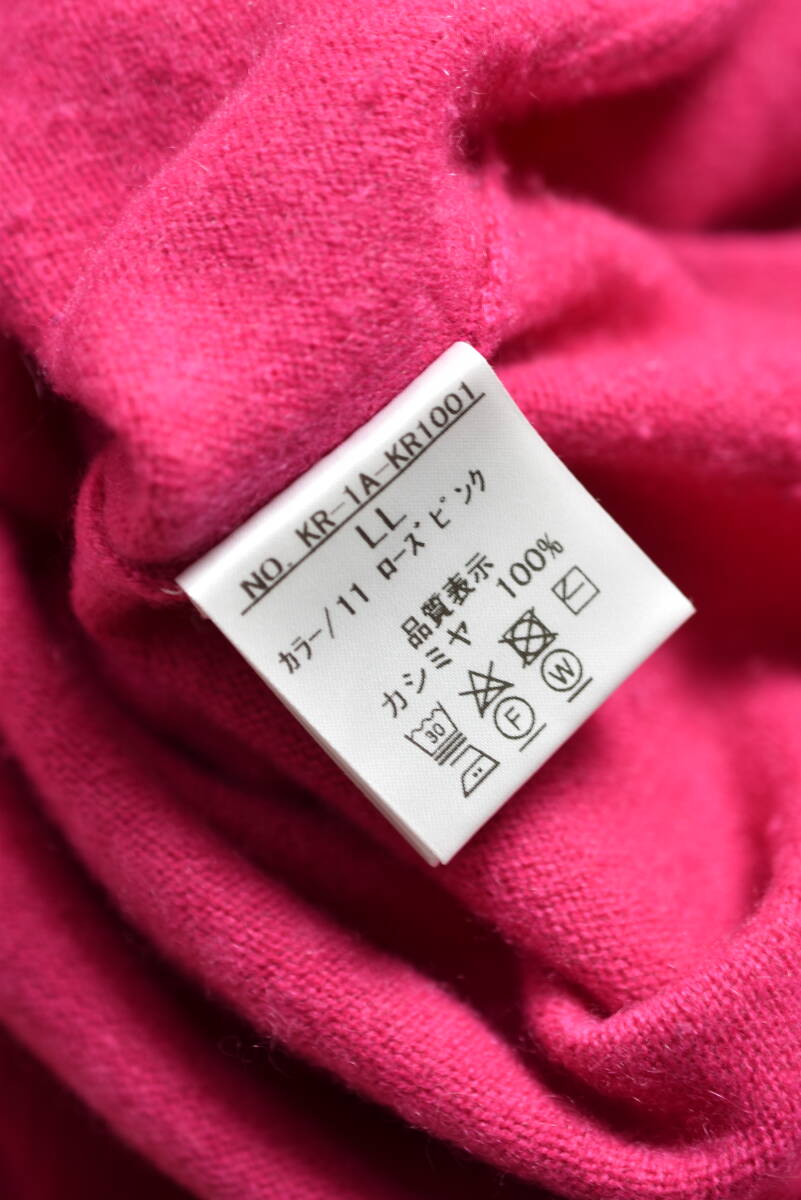 NO. KR-1A-KR1001
LL
カラー/11 ローズピンク
品質表示
カシミヤ 100%
30
F W